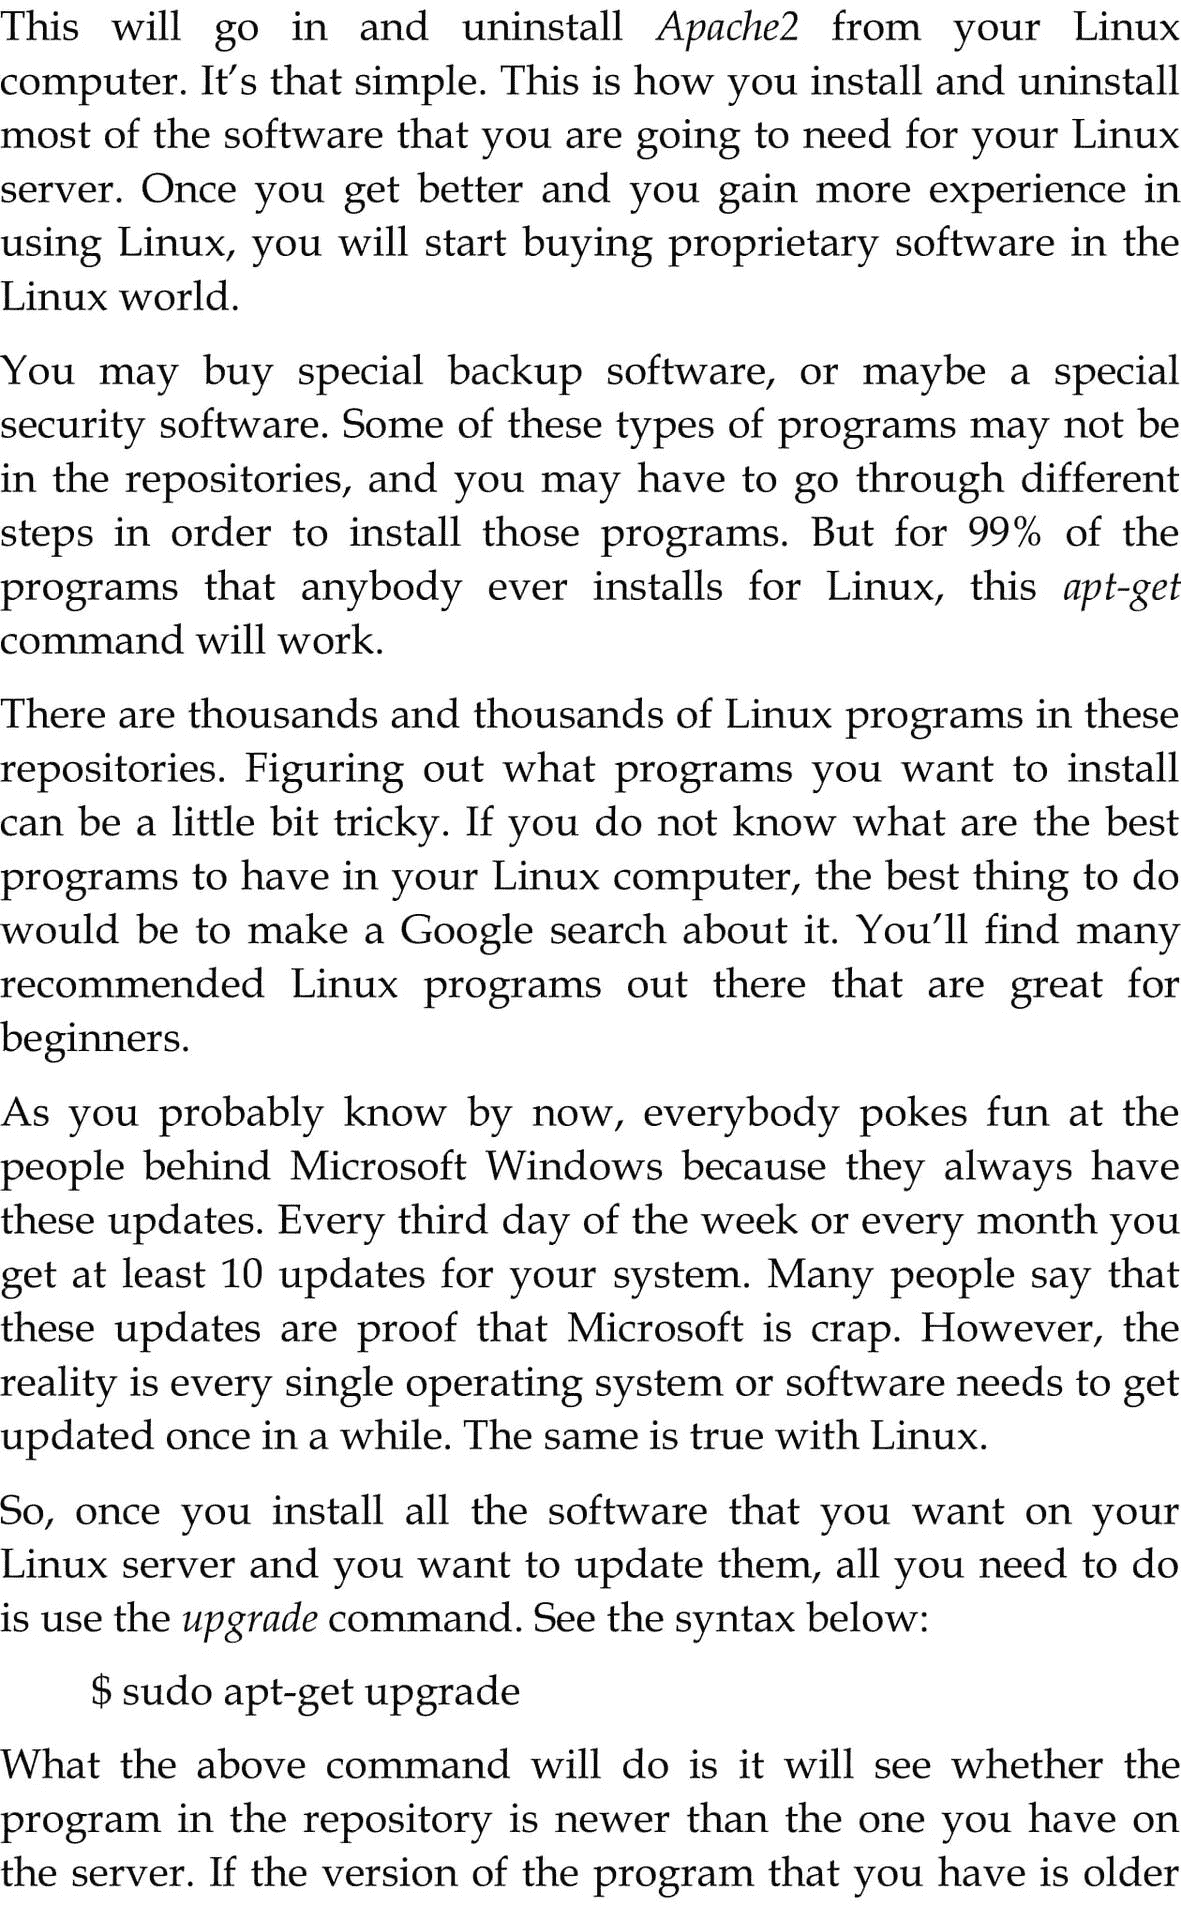 This will go in and uninstall Apache2 from your Linux
computer. It’s that simple. This is how you install and uninstall
most of the software that you are going to need for your Linux
server. Once you get better and you gain more experience in
using Linux, you will start buying proprietary software in the
Linux world.
You may buy special backup software, or maybe a special
security software. Some of these types of programs may not be
in the repositories, and you may have to go through different
steps in order to install those programs. But for 99% of the
programs that anybody ever installs for Linux, this apt-get
command will work.
There are thousands and thousands of Linux programs in these
repositories. Figuring out what programs you want to install
can be a little bit tricky. If you do not know what are the best
programs to have in your Linux computer, the best thing to do
would be to make a Google search about it. You’ll find many
recommended Linux programs out there that are great for
beginners.
As you probably know by now, everybody pokes fun at the
people behind Microsoft Windows because they always have
these updates. Every third day of the week or every month you
get at least 10 updates for your system. Many people say that
these updates are proof that Microsoft is crap. However, the
reality is every single operating system or software needs to get
updated once in a while. The same is true with Linux.
So, once you install all the software that you want on your
Linux server and you want to update them, all you need to do
is use the upgrade command. See the syntax below:
$ sudo apt-get upgrade
What the above command will do is it will see whether the
program in the repository is newer than the one you have on
the server. If the version of the program that you have is older